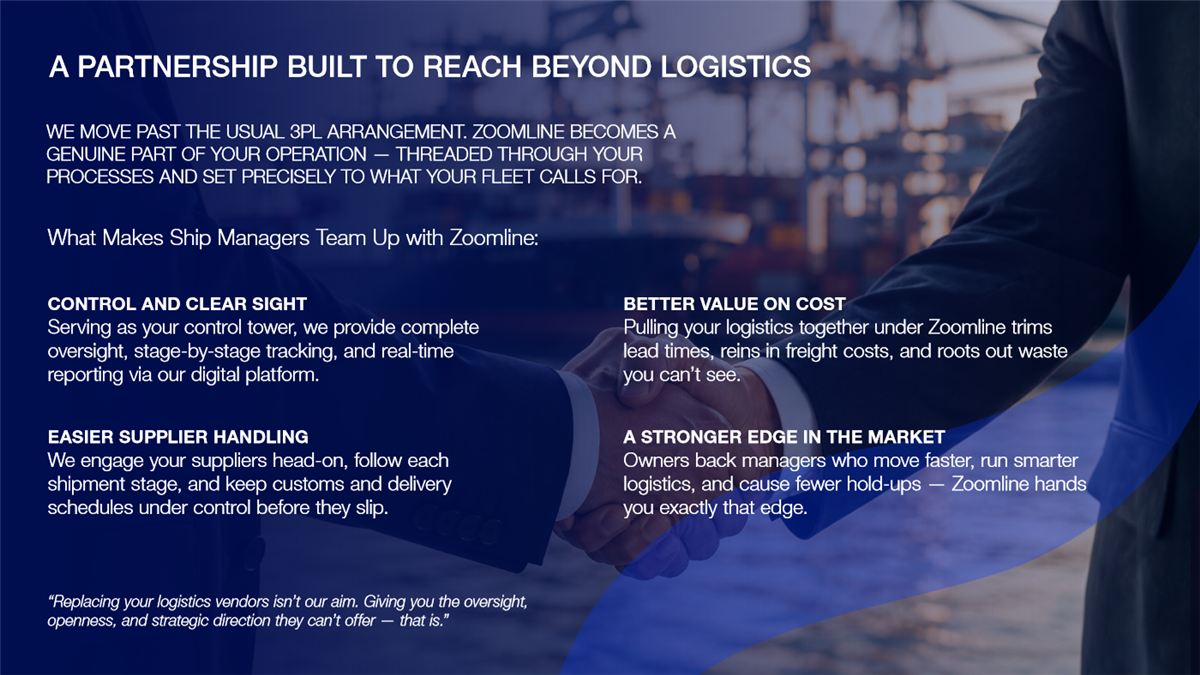 A PARTNERSHIP BUILT TO REACH BEYOND LOGISTICS
WE MOVE PAST THE USUAL 3PL ARRANGEMENT. ZOOMLINE BECOMES A
GENUINE PART OF YOUR OPERATION — THREADED THROUGH YOUR
PROCESSES AND SET PRECISELY TO WHAT YOUR FLEET CALLS FOR.
What Makes Ship Managers Team Up with Zoomline:
CONTROL AND CLEAR SIGHT
Serving as your control tower, we provide complete
oversight, stage-by-stage tracking, and real-time
reporting via our digital platform.
BETTER VALUE ON COST
Pulling your logistics together under Zoomline trims
lead times, reins in freight costs, and roots out waste
you can’t see.
EASIER SUPPLIER HANDLING
We engage your suppliers head-on, follow each
shipment stage, and keep customs and delivery
schedules under control before they slip.
A STRONGER EDGE IN THE MARKET
Owners back managers who move faster, run smarter
logistics, and cause fewer hold-ups — Zoomline hands
you exactly that edge.
“Replacing your logistics vendors isn’t our aim. Giving you the oversight,
openness, and strategic direction they can’t offer — that is.”